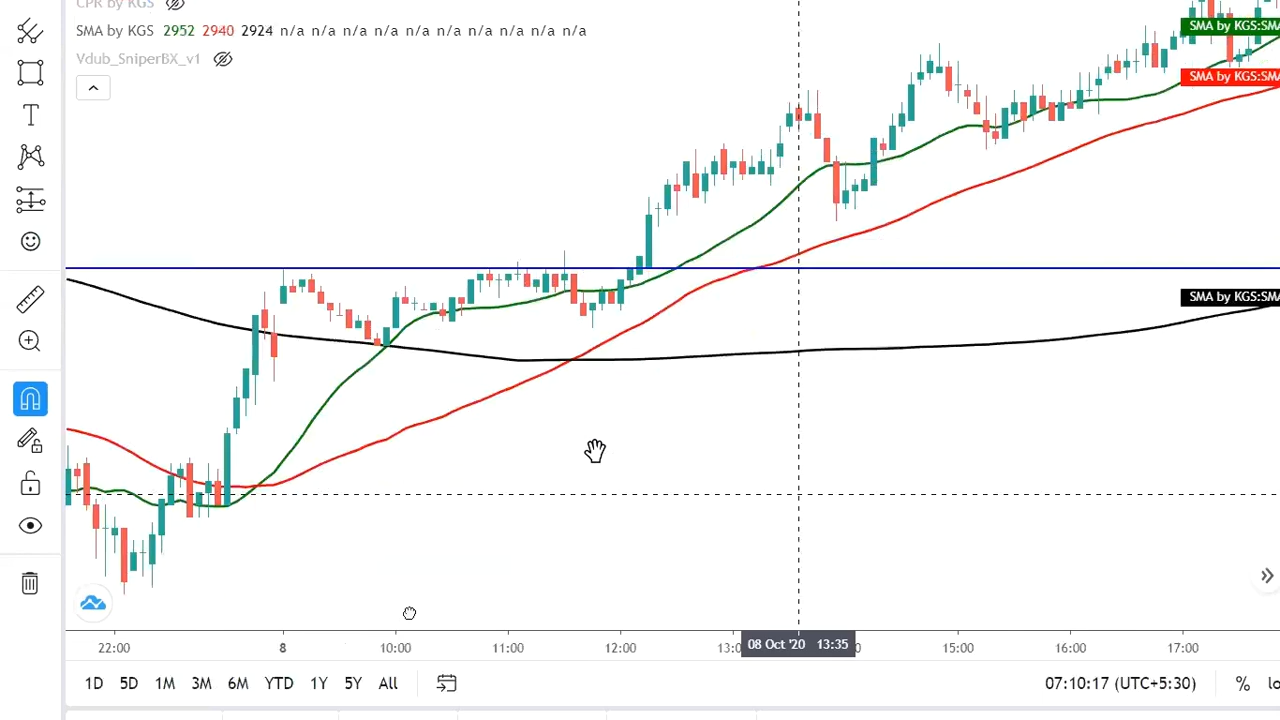 CPR by KGS
SMA by KGS 2952 2940 2924 n/a n/a n/a n/a n/a n/a n/a n/a n/a n/a
Vdub_SniperBX_v1
SMA by KGS:SMA
SMA by KGS:SMA
SMA by KGS:SMA
22:00 8 10:00 11:00 12:00 08 Oct '20 13:35 15:00 16:00 17:00
1D 5D 1M 3M 6M YTD 1Y 5Y All 07:10:17 (UTC+5:30) %